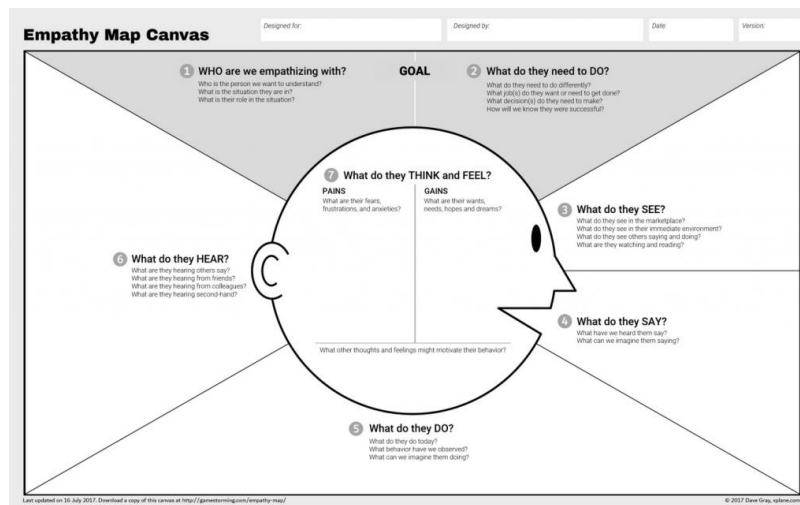 Empathy Map Canvas
Designed for:
Designed by:
Date:
Version:
1 WHO are we empathizing with?
Who is the person we want to understand?
What is the situation they are in?
What is their role in the situation?
GOAL
2 What do they need to DO?
What do they need to do differently?
What job(s) do they want or need to get done?
What decision(s) do they need to make?
How will we know they were successful?
3 What do they SEE?
What do they see in the marketplace?
What do they see in their immediate environment?
What do they see others saying and doing?
What are they watching and reading?
4 What do they SAY?
What have we heard them say?
What can we imagine them saying?
5 What do they DO?
What do they do today?
What behavior have we observed?
What can we imagine them doing?
6 What do they HEAR?
What are they hearing others say?
What are they hearing from friends?
What are they hearing from colleagues?
What are they hearing second-hand?
7 What do they THINK and FEEL?
PAINS
What are their fears,
frustrations, and anxieties?
GAINS
What are their wants,
needs, hopes and dreams?
What other thoughts and feelings might motivate their behavior?
Last updated on 16 July 2017. Download a copy of this canvas at http://gamestorming.com/empathy-map/
© 2017 Dave Gray, xplane.com